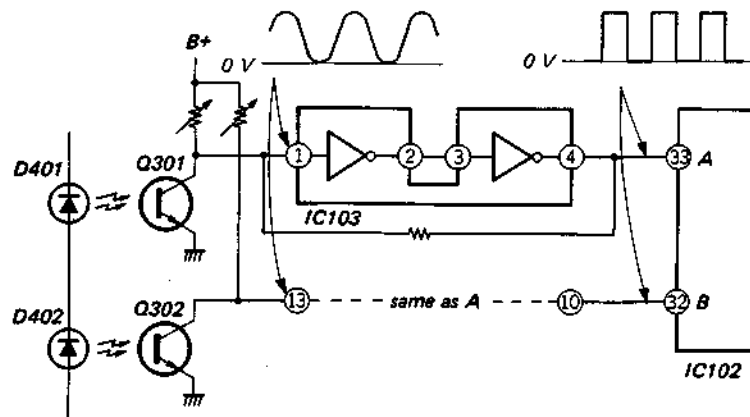 B+
0 V
0 V
D401
Q301
1
2
3
4
33
A
IC103
D402
Q302
13
same as A
10
32
B
IC102